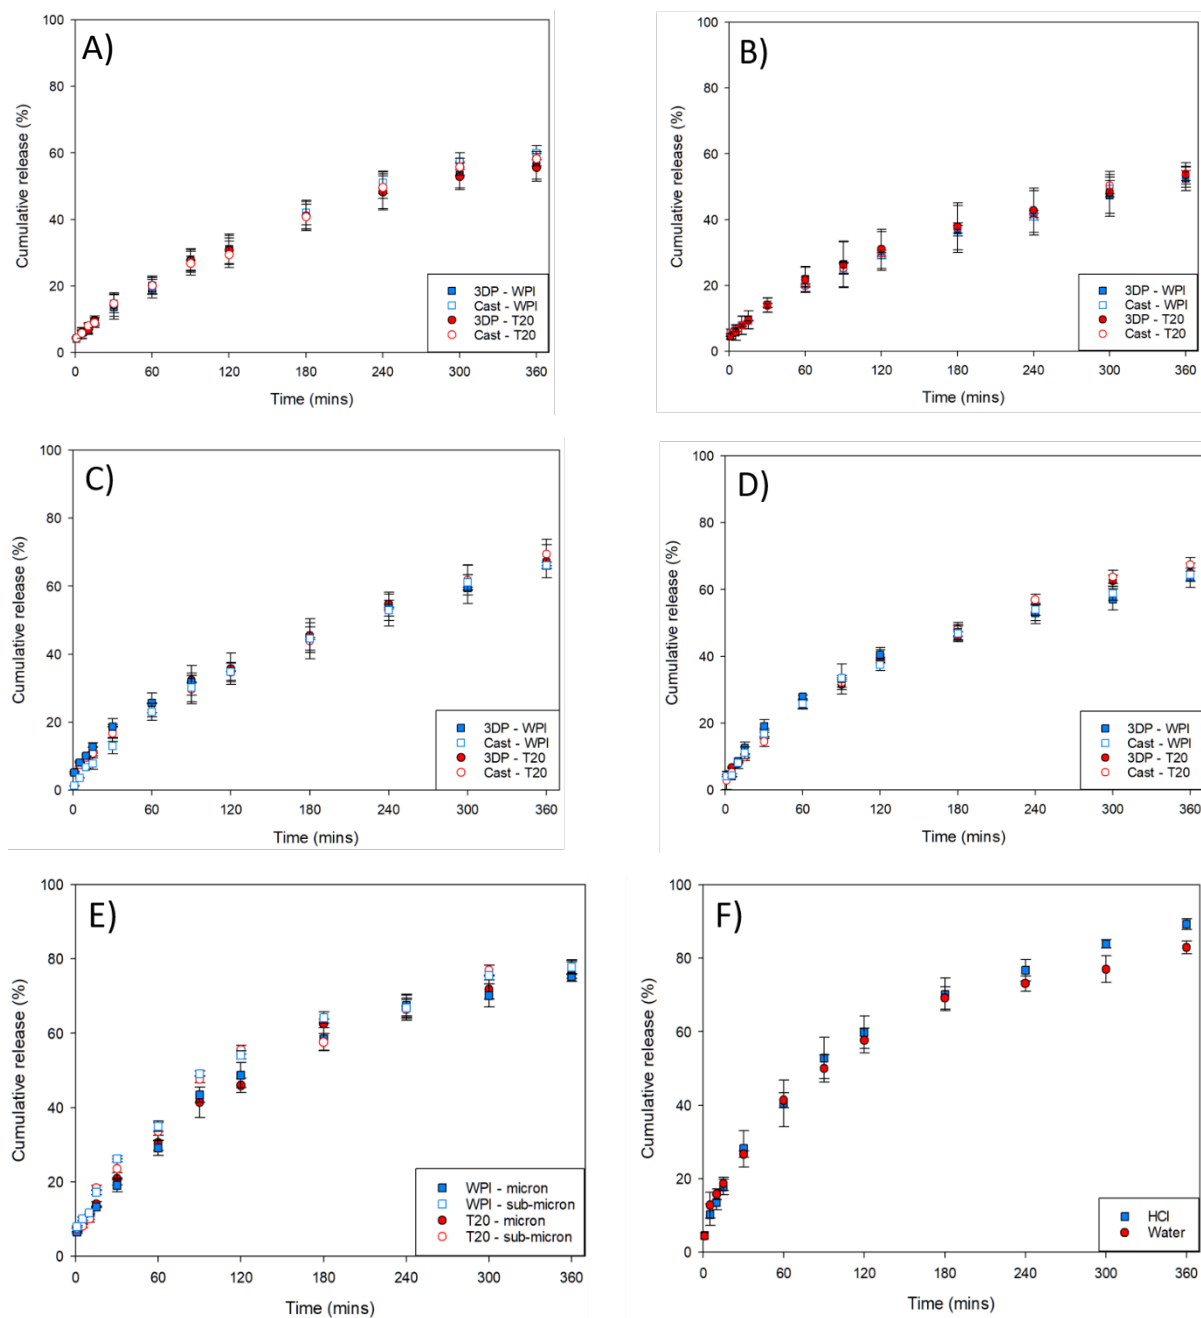 A)
100
80
60
40
20
0
Cumulative release (%)
3DP - WPI
Cast - WPI
3DP - T20
Cast - T20
0 60 120 180 240 300 360
Time (mins)
B)
100
80
60
40
20
0
Cumulative release (%)
3DP - WPI
Cast - WPI
3DP - T20
Cast - T20
0 60 120 180 240 300 360
Time (mins)
C)
100
80
60
40
20
0
Cumulative release (%)
3DP - WPI
Cast - WPI
3DP - T20
Cast - T20
0 60 120 180 240 300 360
Time (mins)
D)
100
80
60
40
20
0
Cumulative release (%)
3DP - WPI
Cast - WPI
3DP - T20
Cast - T20
0 60 120 180 240 300 360
Time (mins)
E)
100
80
60
40
20
0
Cumulative release (%)
WPI - micron
WPI - sub-micron
T20 - micron
T20 - sub-micron
0 60 120 180 240 300 360
Time (mins)
F)
100
80
60
40
20
0
Cumulative release (%)
HCl
Water
0 60 120 180 240 300 360
Time (mins)